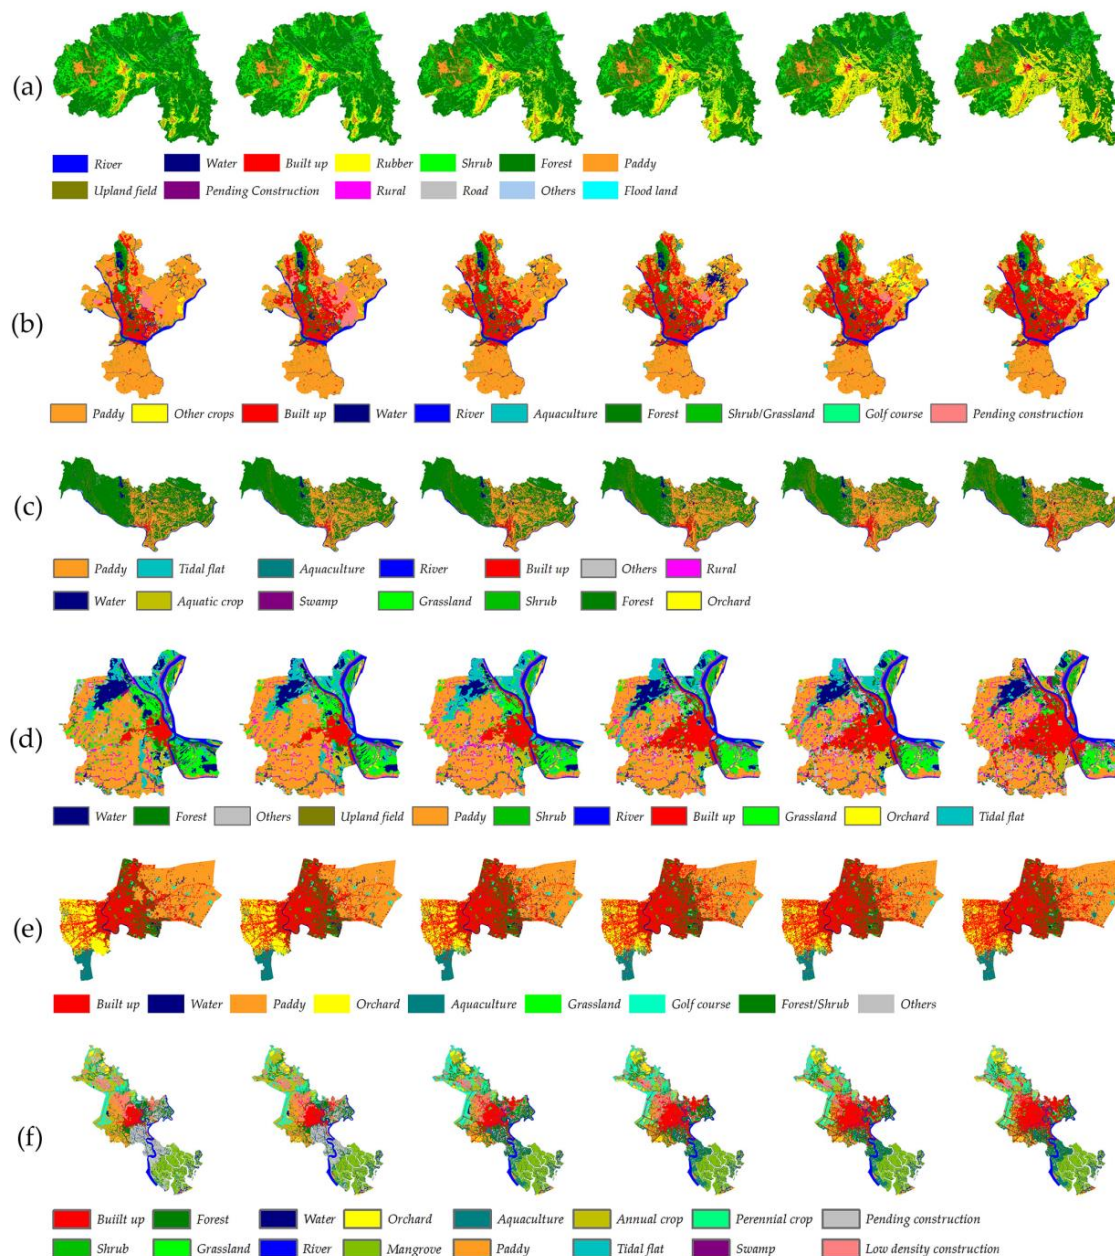 (a)
River Water Built up Rubber Shrub Forest Paddy
Upland field Pending Construction Rural Road Others Flood land
(b)
Paddy Other crops Built up Water River Aquaculture Forest Shrub/Grassland Golf course Pending construction
(c)
Paddy Tidal flat Aquaculture River Built up Others Rural
Water Aquatic crop Swamp Grassland Shrub Forest Orchard
(d)
Water Forest Others Upland field Paddy Shrub River Built up Grassland Orchard Tidal flat
(e)
Built up Water Paddy Orchard Aquaculture Grassland Golf course Forest/Shrub Others
(f)
Buiilt up Forest Water Orchard Aquaculture Annual crop Perennial crop Pending construction
Shrub Grassland River Mangrove Paddy Tidal flat Swamp Low density construction